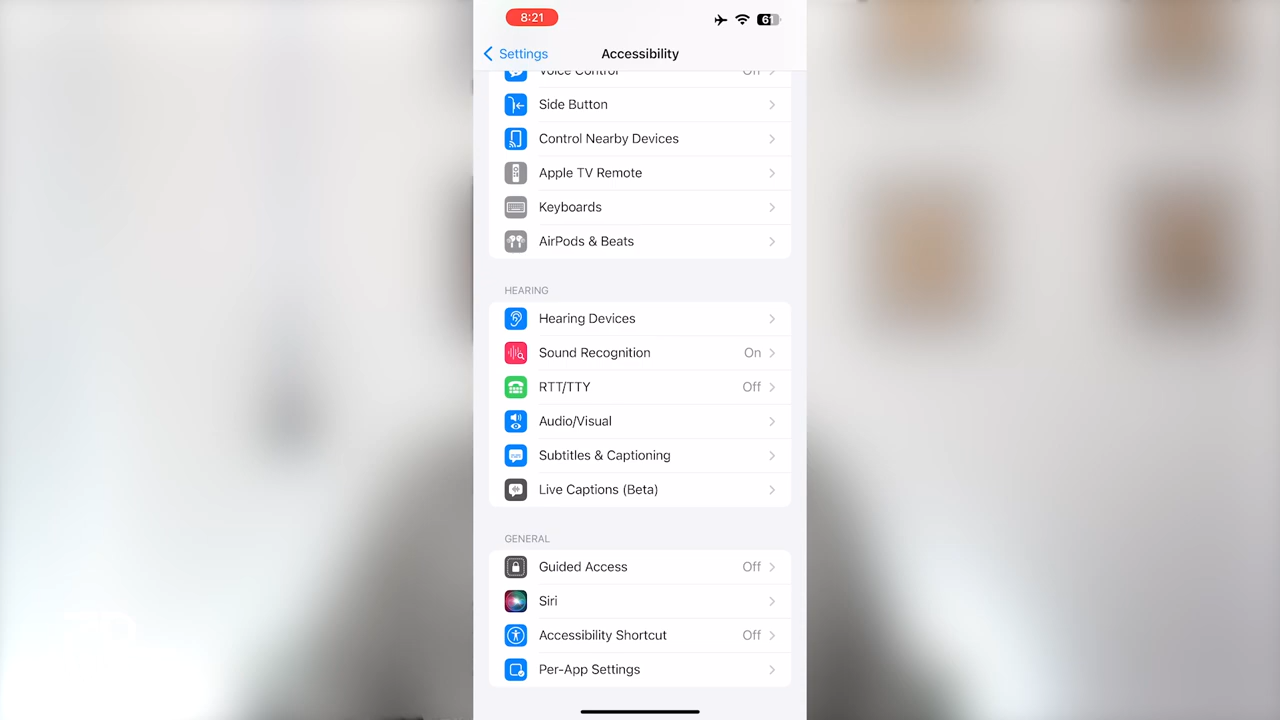 8:21
61
Settings
Accessibility
Voice Control Off
Side Button
Control Nearby Devices
Apple TV Remote
Keyboards
AirPods & Beats
HEARING
Hearing Devices
Sound Recognition On
RTT/TTY Off
Audio/Visual
Subtitles & Captioning
Live Captions (Beta)
GENERAL
Guided Access Off
Siri
Accessibility Shortcut Off
Per-App Settings